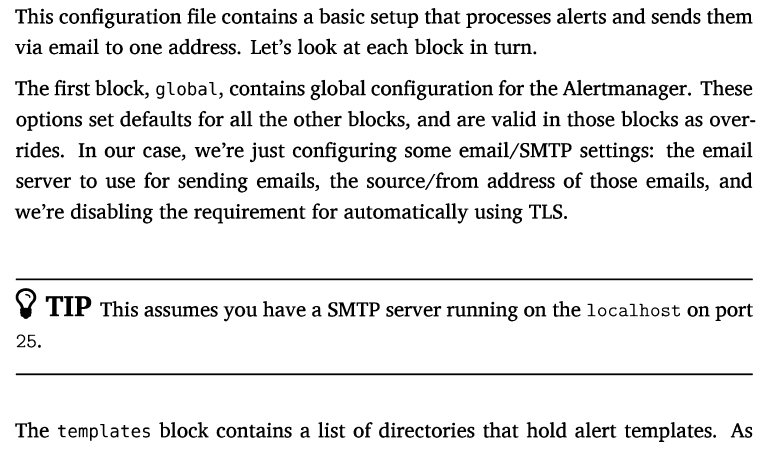 This configuration file contains a basic setup that processes alerts and sends them
via email to one address. Let’s look at each block in turn.
The first block, global, contains global configuration for the Alertmanager. These
options set defaults for all the other blocks, and are valid in those blocks as over-
rides. In our case, we’re just configuring some email/SMTP settings: the email
server to use for sending emails, the source/from address of those emails, and
we’re disabling the requirement for automatically using TLS.
TIP This assumes you have a SMTP server running on the localhost on port
25.
The templates block contains a list of directories that hold alert templates. As